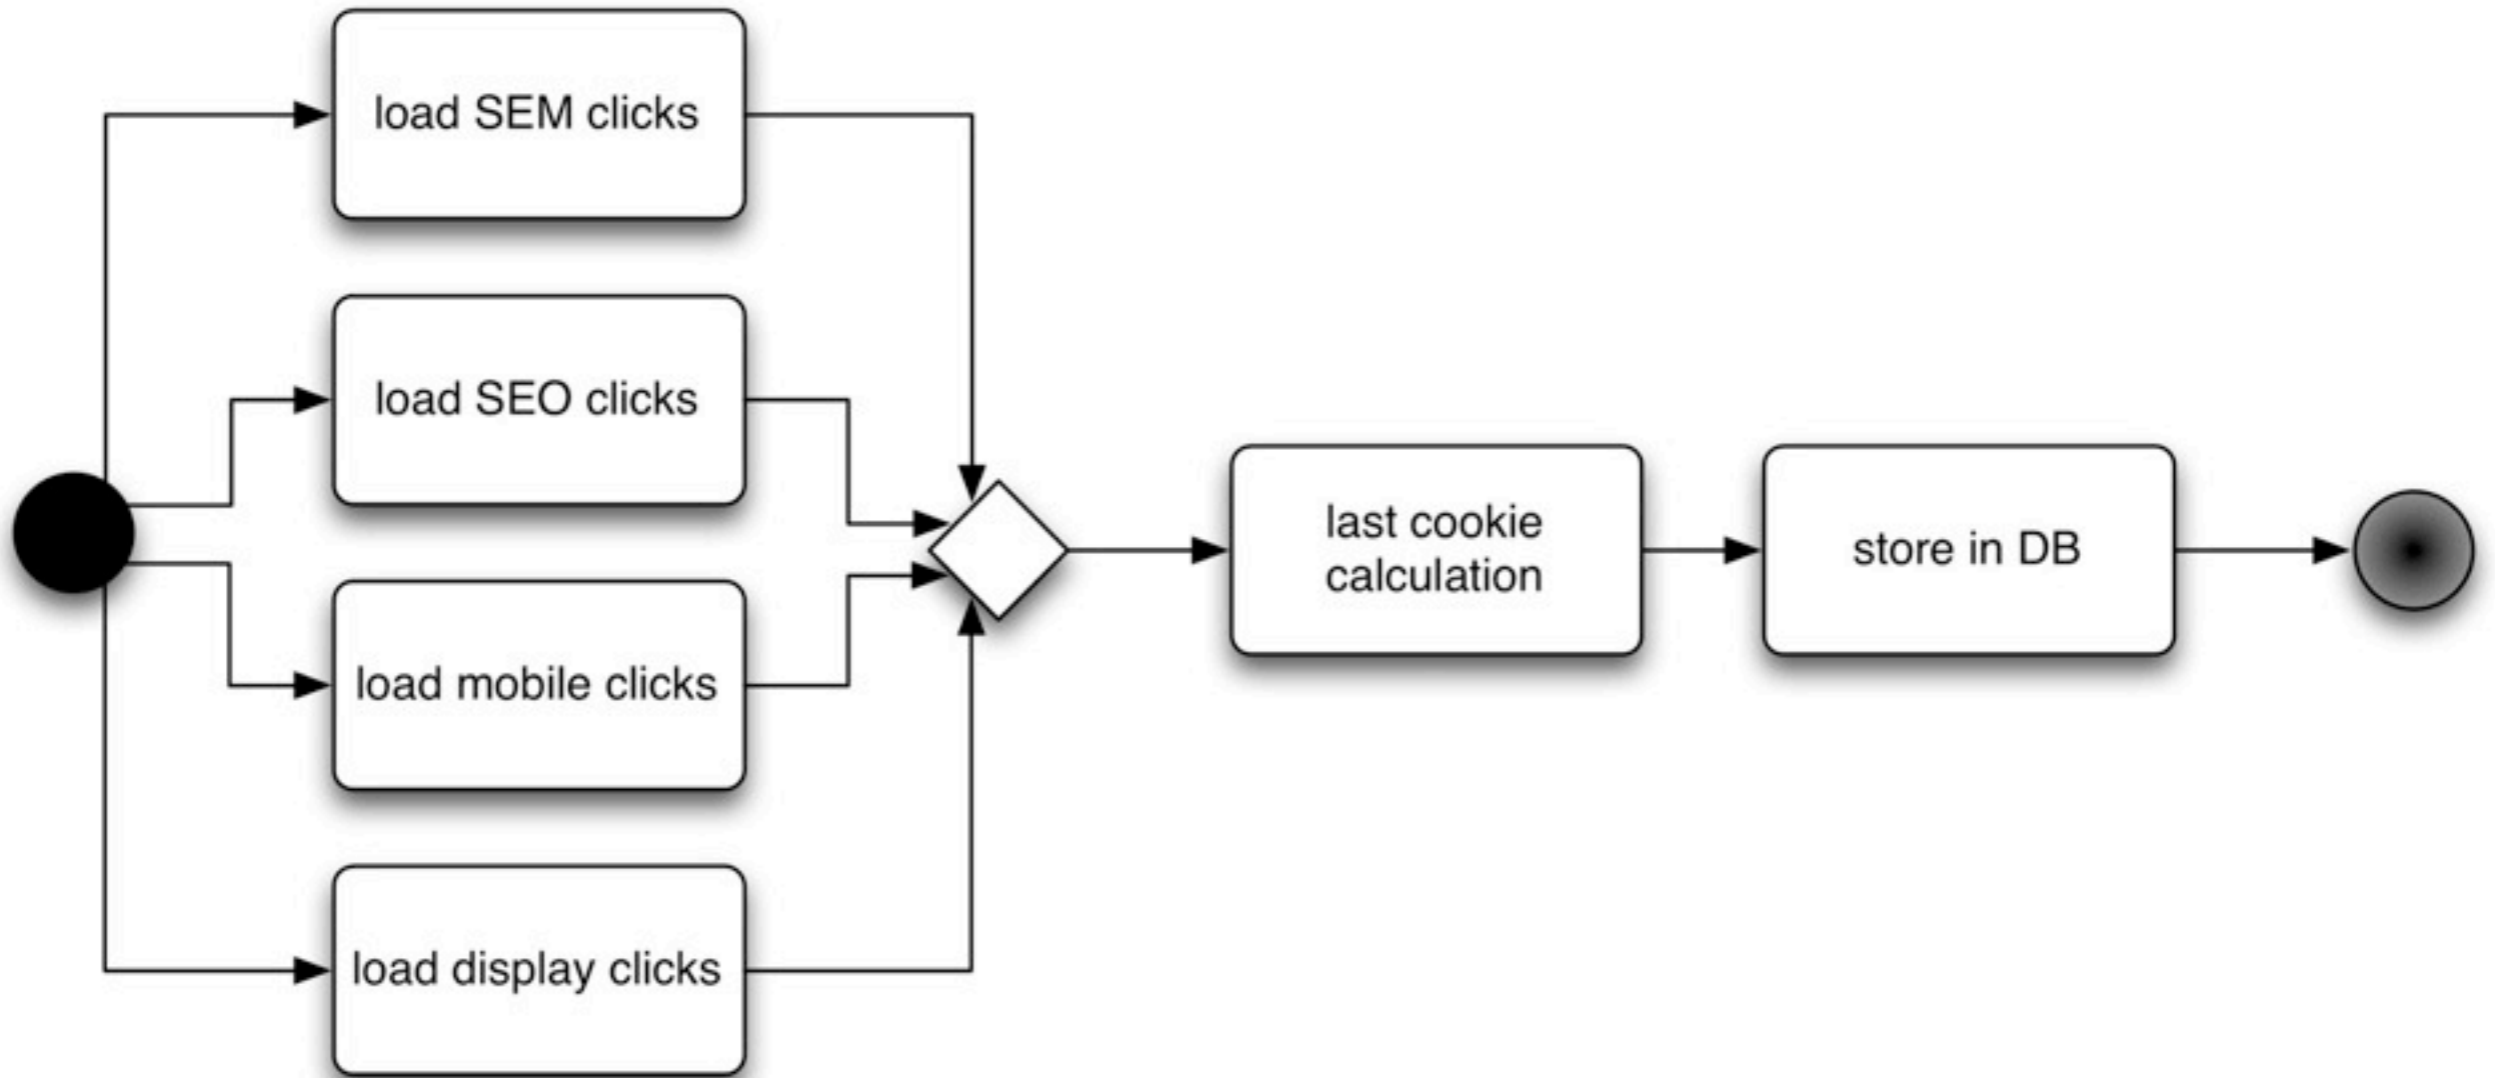 load SEM clicks
load SEO clicks
load mobile clicks
load display clicks
last cookie
calculation
store in DB